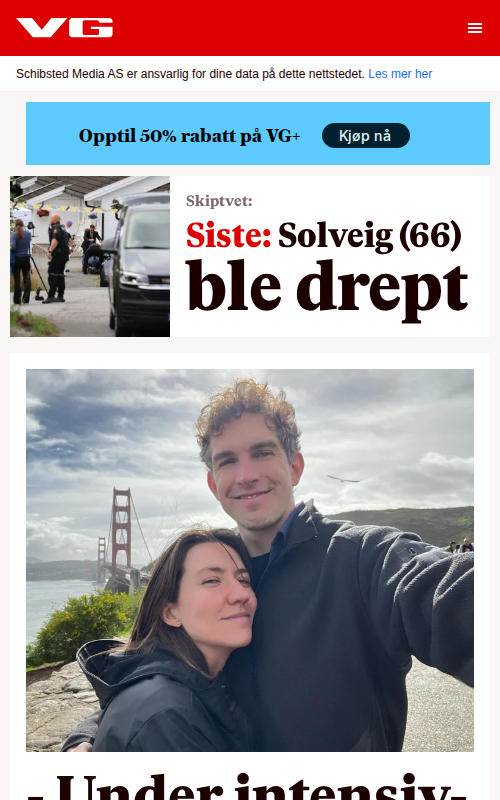 VG
Schibsted Media AS er ansvarlig for dine data på dette nettstedet. Les mer her
Opptil 50% rabatt på VG+
Kjøp nå
Skiptvet:
Siste: Solveig (66)
ble drept
- Under intensiv-